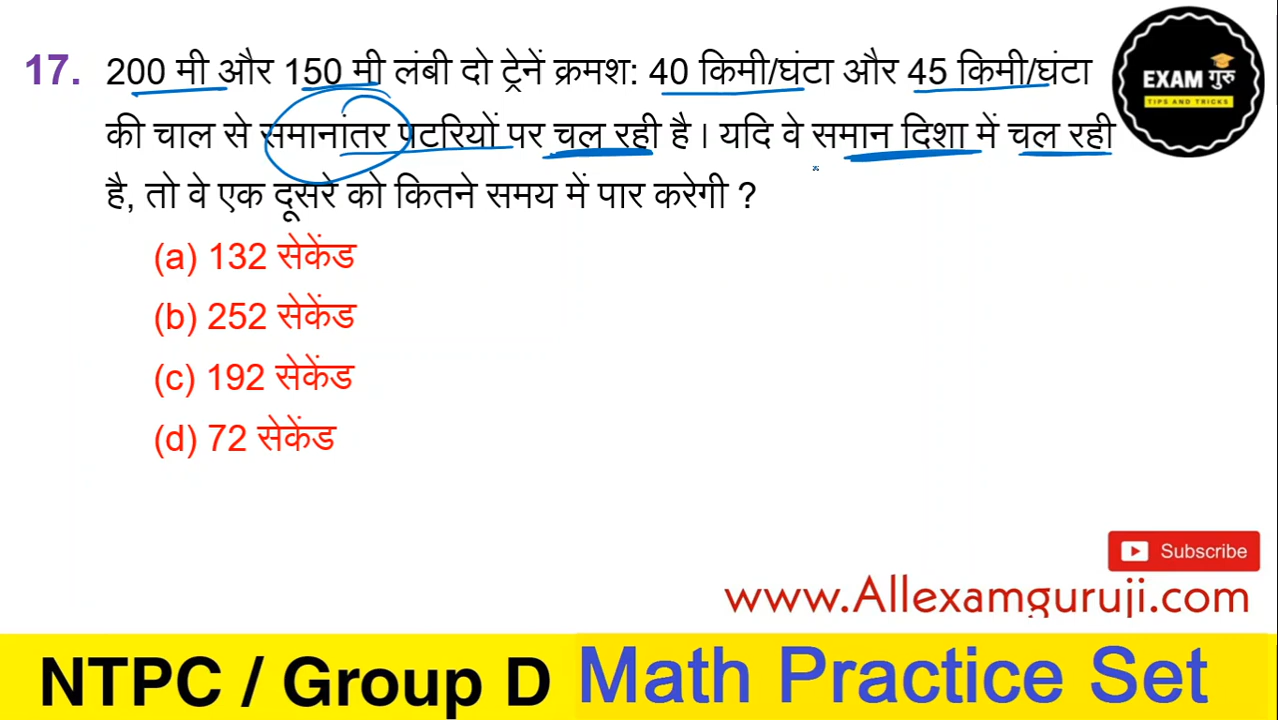 17. 200 मी और 150 मी लंबी दो ट्रेनें क्रमश: 40 किमी/घंटा और 45 किमी/घंटा
की चाल से समानांतर पटरियों पर चल रही है । यदि वे समान दिशा में चल रही
है, तो वे एक दूसरे को कितने समय में पार करेगी ?
(a) 132 सेकेंड
(b) 252 सेकेंड
(c) 192 सेकेंड
(d) 72 सेकेंड
EXAM गुरु
TIPS AND TRICKS
Subscribe
www.Allexamguruji.com
NTPC / Group D Math Practice Set